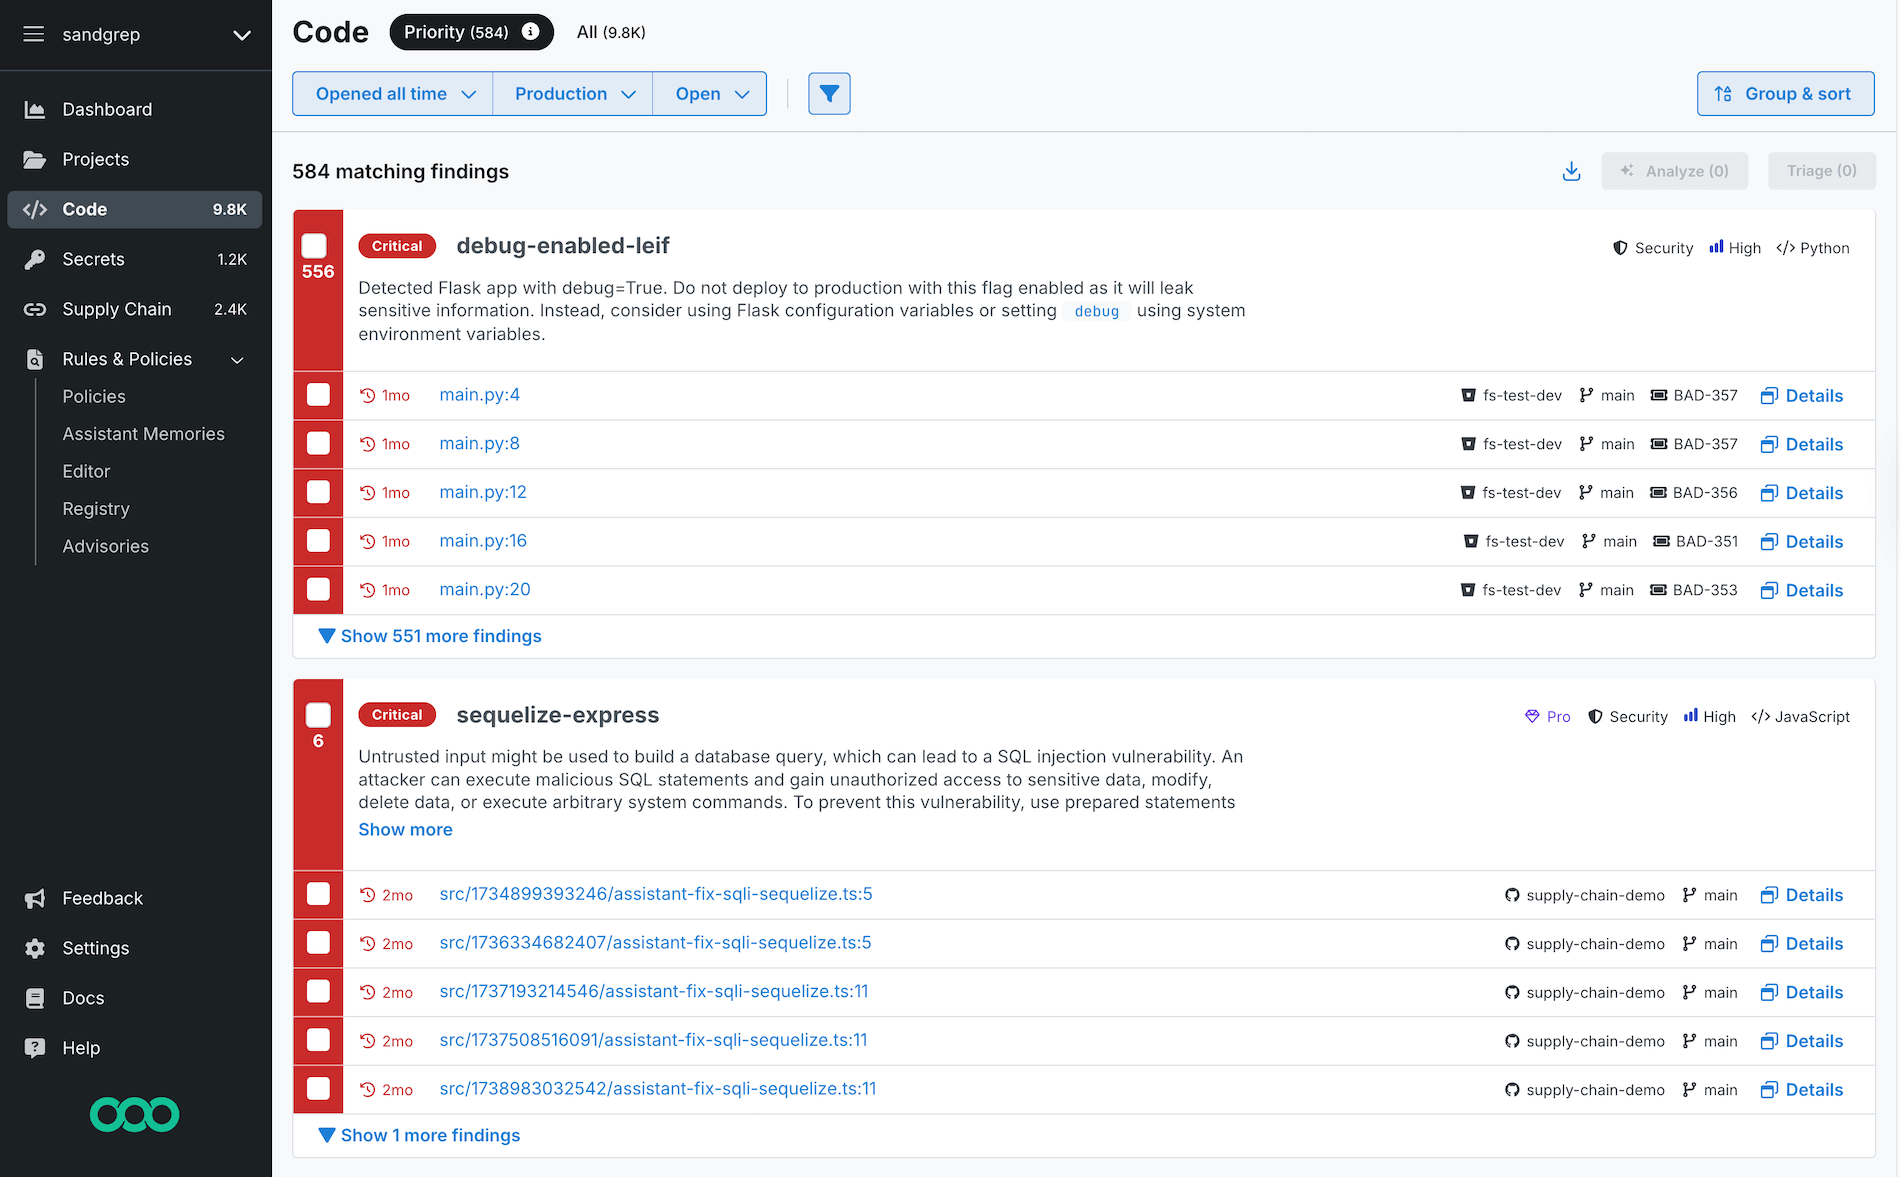 sandgrep
Dashboard
Projects
Code 9.8K
Secrets 1.2K
Supply Chain 2.4K
Rules & Policies
Policies
Assistant Memories
Editor
Registry
Advisories
Feedback
Settings
Docs
Help
Code Priority (584) All (9.8K)
Opened all time Production Open Group & sort
584 matching findings Analyze (0) Triage (0)
556 Critical debug-enabled-leif Security High Python
Detected Flask app with debug=True. Do not deploy to production with this flag enabled as it will leak
sensitive information. Instead, consider using Flask configuration variables or setting debug using system
environment variables.
1mo main.py:4 fs-test-dev main BAD-357 Details
1mo main.py:8 fs-test-dev main BAD-357 Details
1mo main.py:12 fs-test-dev main BAD-356 Details
1mo main.py:16 fs-test-dev main BAD-351 Details
1mo main.py:20 fs-test-dev main BAD-353 Details
Show 551 more findings
6 Critical sequelize-express Pro Security High JavaScript
Untrusted input might be used to build a database query, which can lead to a SQL injection vulnerability. An
attacker can execute malicious SQL statements and gain unauthorized access to sensitive data, modify,
delete data, or execute arbitrary system commands. To prevent this vulnerability, use prepared statements
Show more
2mo src/1734899393246/assistant-fix-sqli-sequelize.ts:5 supply-chain-demo main Details
2mo src/1736334682407/assistant-fix-sqli-sequelize.ts:5 supply-chain-demo main Details
2mo src/1737193214546/assistant-fix-sqli-sequelize.ts:11 supply-chain-demo main Details
2mo src/1737508516091/assistant-fix-sqli-sequelize.ts:11 supply-chain-demo main Details
2mo src/1738983032542/assistant-fix-sqli-sequelize.ts:11 supply-chain-demo main Details
Show 1 more findings